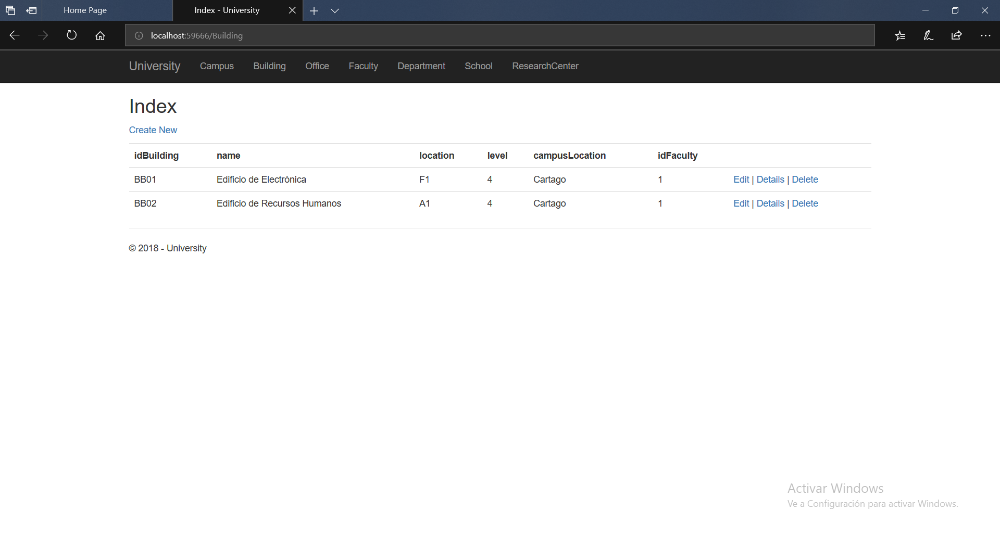 Home Page Index - University
localhost:59666/Building
University Campus Building Office Faculty Department School ResearchCenter
Index
Create New
idBuilding name location level campusLocation idFaculty
BB01 Edificio de Electrónica F1 4 Cartago 1 Edit | Details | Delete
BB02 Edificio de Recursos Humanos A1 4 Cartago 1 Edit | Details | Delete
© 2018 - University
Activar Windows
Ve a Configuración para activar Windows.